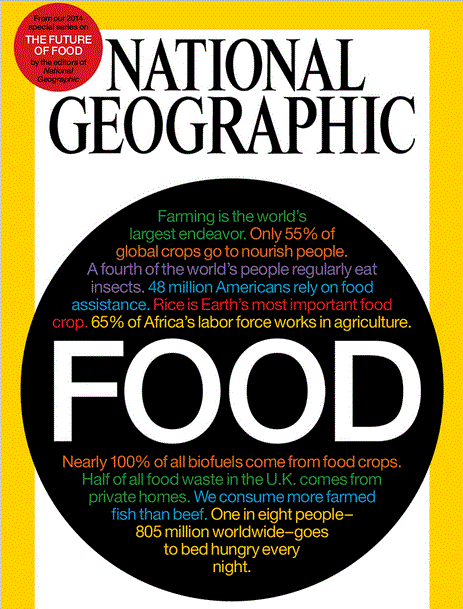 From our 2014
special series on
THE FUTURE
OF FOOD
by the editors of
National
Geographic
NATIONAL
GEOGRAPHIC
Farming is the world's
largest endeavor. Only 55% of
global crops go to nourish people.
A fourth of the world's people regularly eat
insects. 48 million Americans rely on food
assistance. Rice is Earth's most important food
crop. 65% of Africa's labor force works in agriculture.
FOOD
Nearly 100% of all biofuels come from food crops.
Half of all food waste in the U.K. comes from
private homes. We consume more farmed
fish than beef. One in eight people–
805 million worldwide–goes
to bed hungry every
night.